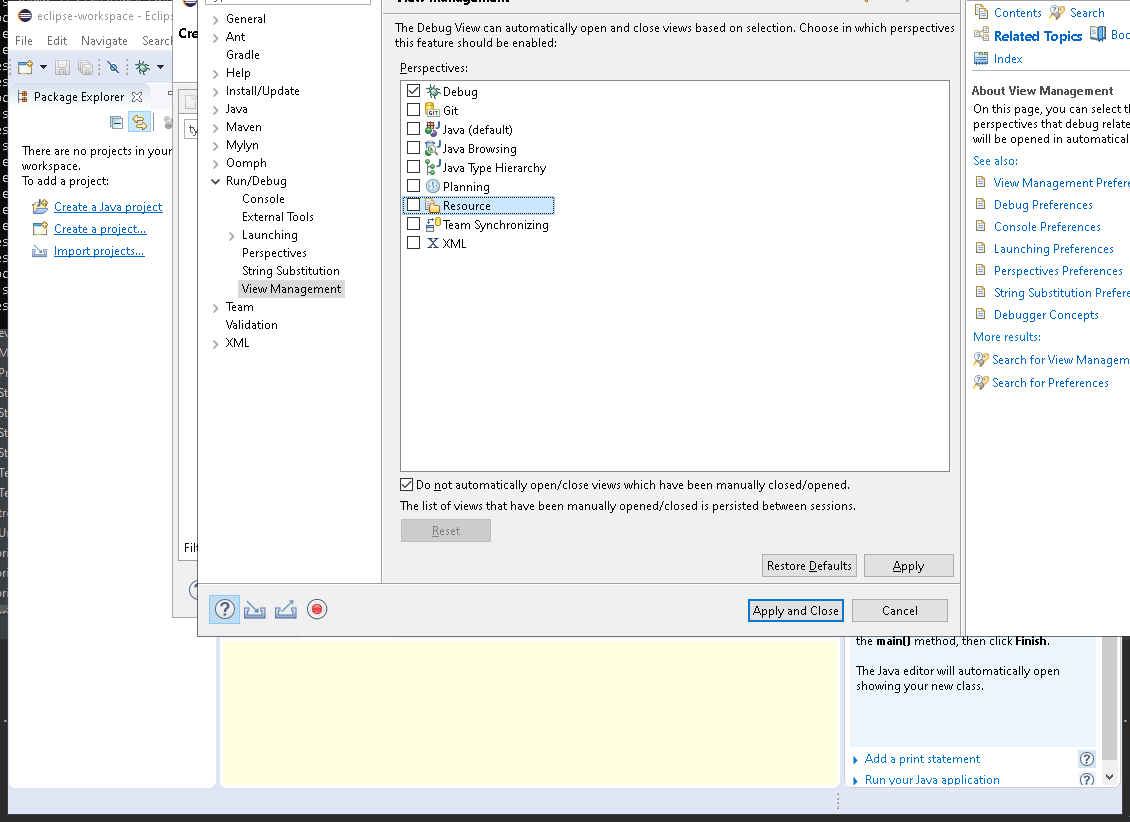 eclipse-workspace - Eclips
File Edit Navigate Search
Package Explorer
There are no projects in your
workspace.
To add a project:
Create a Java project
Create a project...
Import projects...
Cre
ty
Filt
General
Ant
Gradle
Help
Install/Update
Java
Maven
Mylyn
Oomph
Run/Debug
Console
External Tools
Launching
Perspectives
String Substitution
View Management
Team
Validation
XML
View Management
The Debug View can automatically open and close views based on selection. Choose in which perspectives
this feature should be enabled:
Perspectives:
Debug
Git
Java (default)
Java Browsing
Java Type Hierarchy
Planning
Resource
Team Synchronizing
XML
Do not automatically open/close views which have been manually closed/opened.
The list of views that have been manually opened/closed is persisted between sessions.
Reset
Restore Defaults Apply
Apply and Close Cancel
Contents Search
Related Topics Boo
Index
About View Management
On this page, you can select th
perspectives that debug relate
will be opened in automatical
See also:
View Management Prefere
Debug Preferences
Console Preferences
Launching Preferences
Perspectives Preferences
String Substitution Prefere
Debugger Concepts
More results:
Search for View Managem
Search for Preferences
the main() method, then click Finish.
The Java editor will automatically open
showing your new class.
Add a print statement
Run your Java application